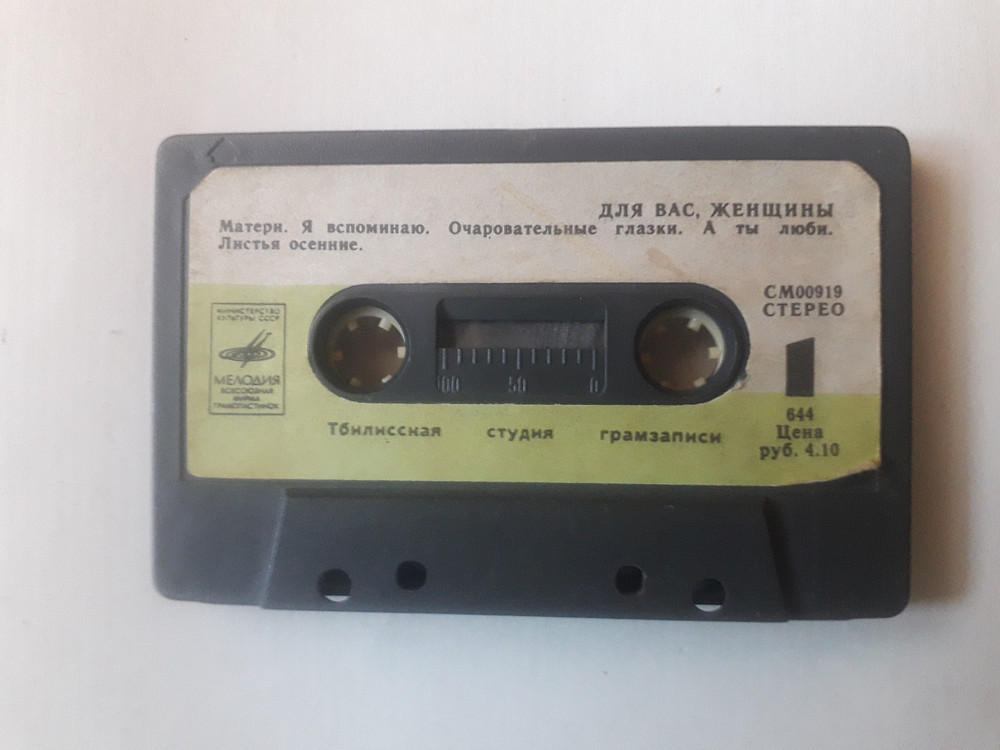 ДЛЯ ВАС, ЖЕНЩИНЫ
Матери. Я вспоминаю. Очаровательные глазки. А ты люби.
Листья осенние.
СМ00919
СТЕРЕО
МИНИСТЕРСТВО
КУЛЬТУРЫ СССР
МЕЛОДИЯ
ВСЕСОЮЗНАЯ
ФИРМА
ГРАМПЛАСТИНОК
100 50 0
1
644
Цена
руб. 4.10
Тбилисская студия грамзаписи